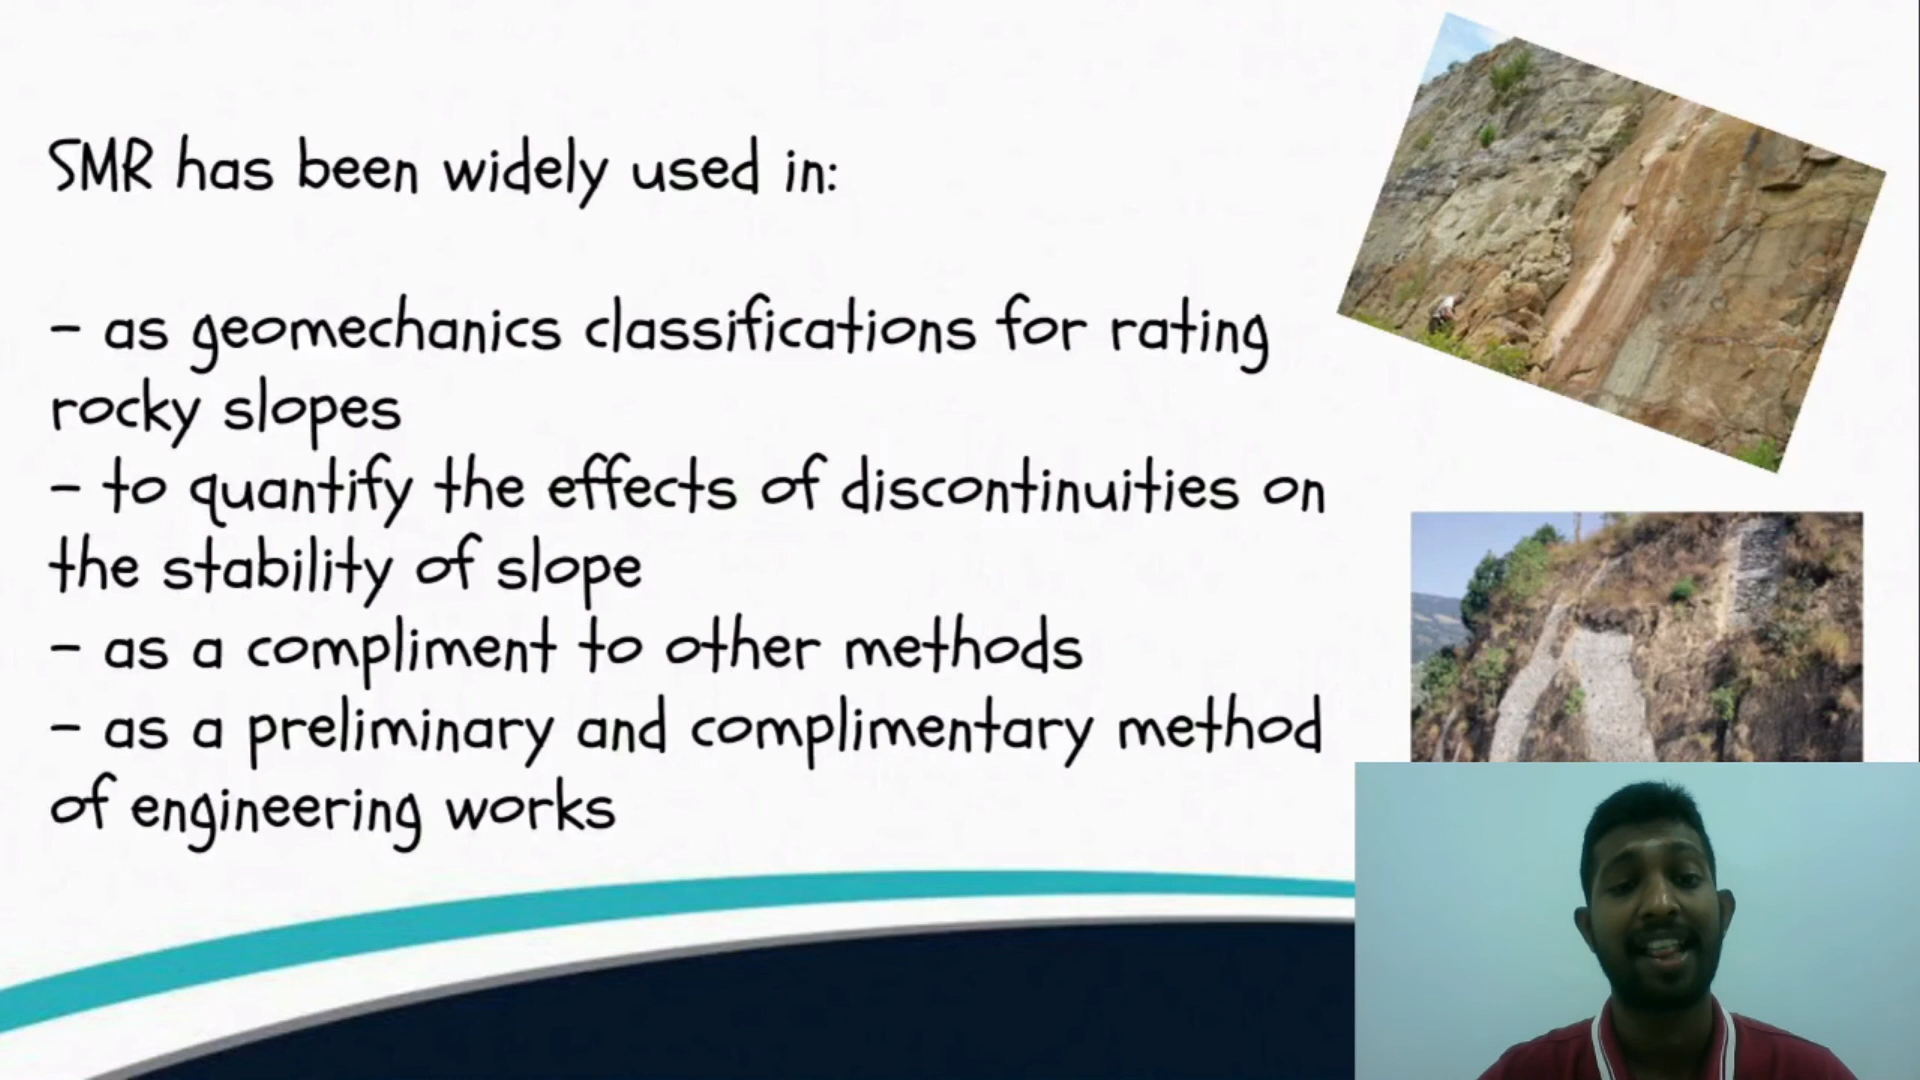 SMR has been widely used in:
- as geomechanics classifications for rating
rocky slopes
- to quantify the effects of discontinuities on
the stability of slope
- as a compliment to other methods
- as a preliminary and complimentary method
of engineering works